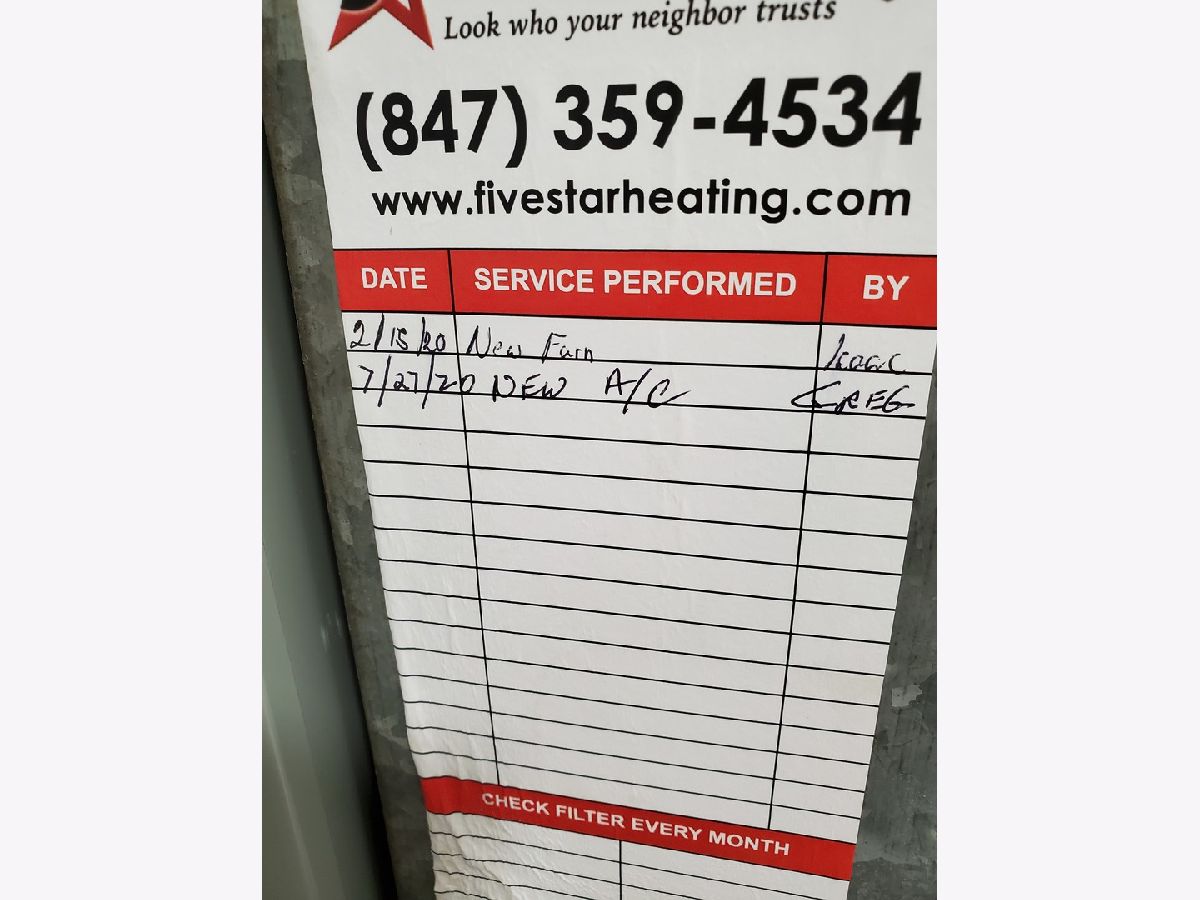 Look who your neighbor trusts
(847) 359-4534
www.fivestarheating.com
DATE SERVICE PERFORMED BY
2/15/20 New Furn Isaac
7/27/20 NEW A/C GREG
CHECK FILTER EVERY MONTH